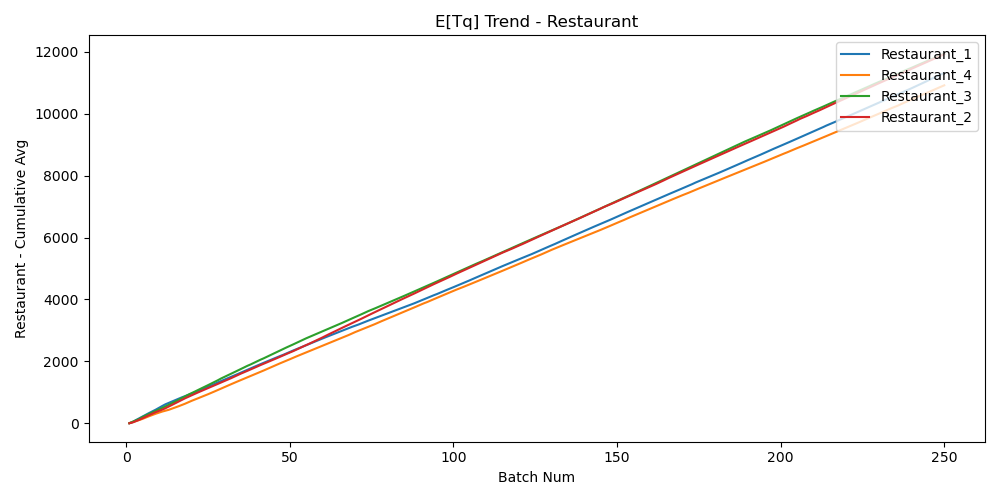 E[Tq] Trend - Restaurant
Restaurant - Cumulative Avg
12000
10000
8000
6000
4000
2000
0
Restaurant_1
Restaurant_4
Restaurant_3
Restaurant_2
0 50 100 150 200 250
Batch Num